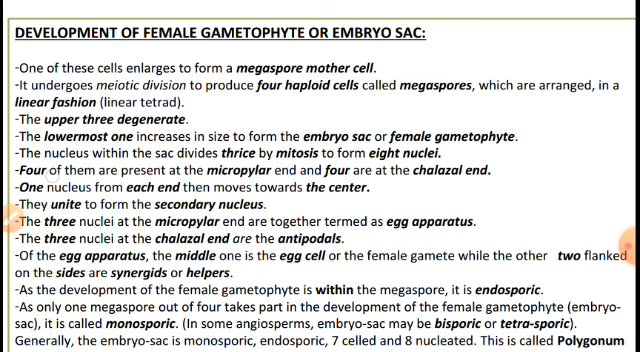 DEVELOPMENT OF FEMALE GAMETOPHYTE OR EMBRYO SAC:
-One of these cells enlarges to form a megaspore mother cell.
-It undergoes meiotic division to produce four haploid cells called megaspores, which are arranged, in a
linear fashion (linear tetrad).
-The upper three degenerate.
-The lowermost one increases in size to form the embryo sac or female gametophyte.
-The nucleus within the sac divides thrice by mitosis to form eight nuclei.
-Four of them are present at the micropylar end and four are at the chalazal end.
-One nucleus from each end then moves towards the center.
-They unite to form the secondary nucleus.
-The three nuclei at the micropylar end are together termed as egg apparatus.
-The three nuclei at the chalazal end are the antipodals.
-Of the egg apparatus, the middle one is the egg cell or the female gamete while the other two flanked
on the sides are synergids or helpers.
-As the development of the female gametophyte is within the megaspore, it is endosporic.
-As only one megaspore out of four takes part in the development of the female gametophyte (embryo-
sac), it is called monosporic. (In some angiosperms, embryo-sac may be bisporic or tetra-sporic).
Generally, the embryo-sac is monosporic, endosporic, 7 celled and 8 nucleated. This is called Polygonum